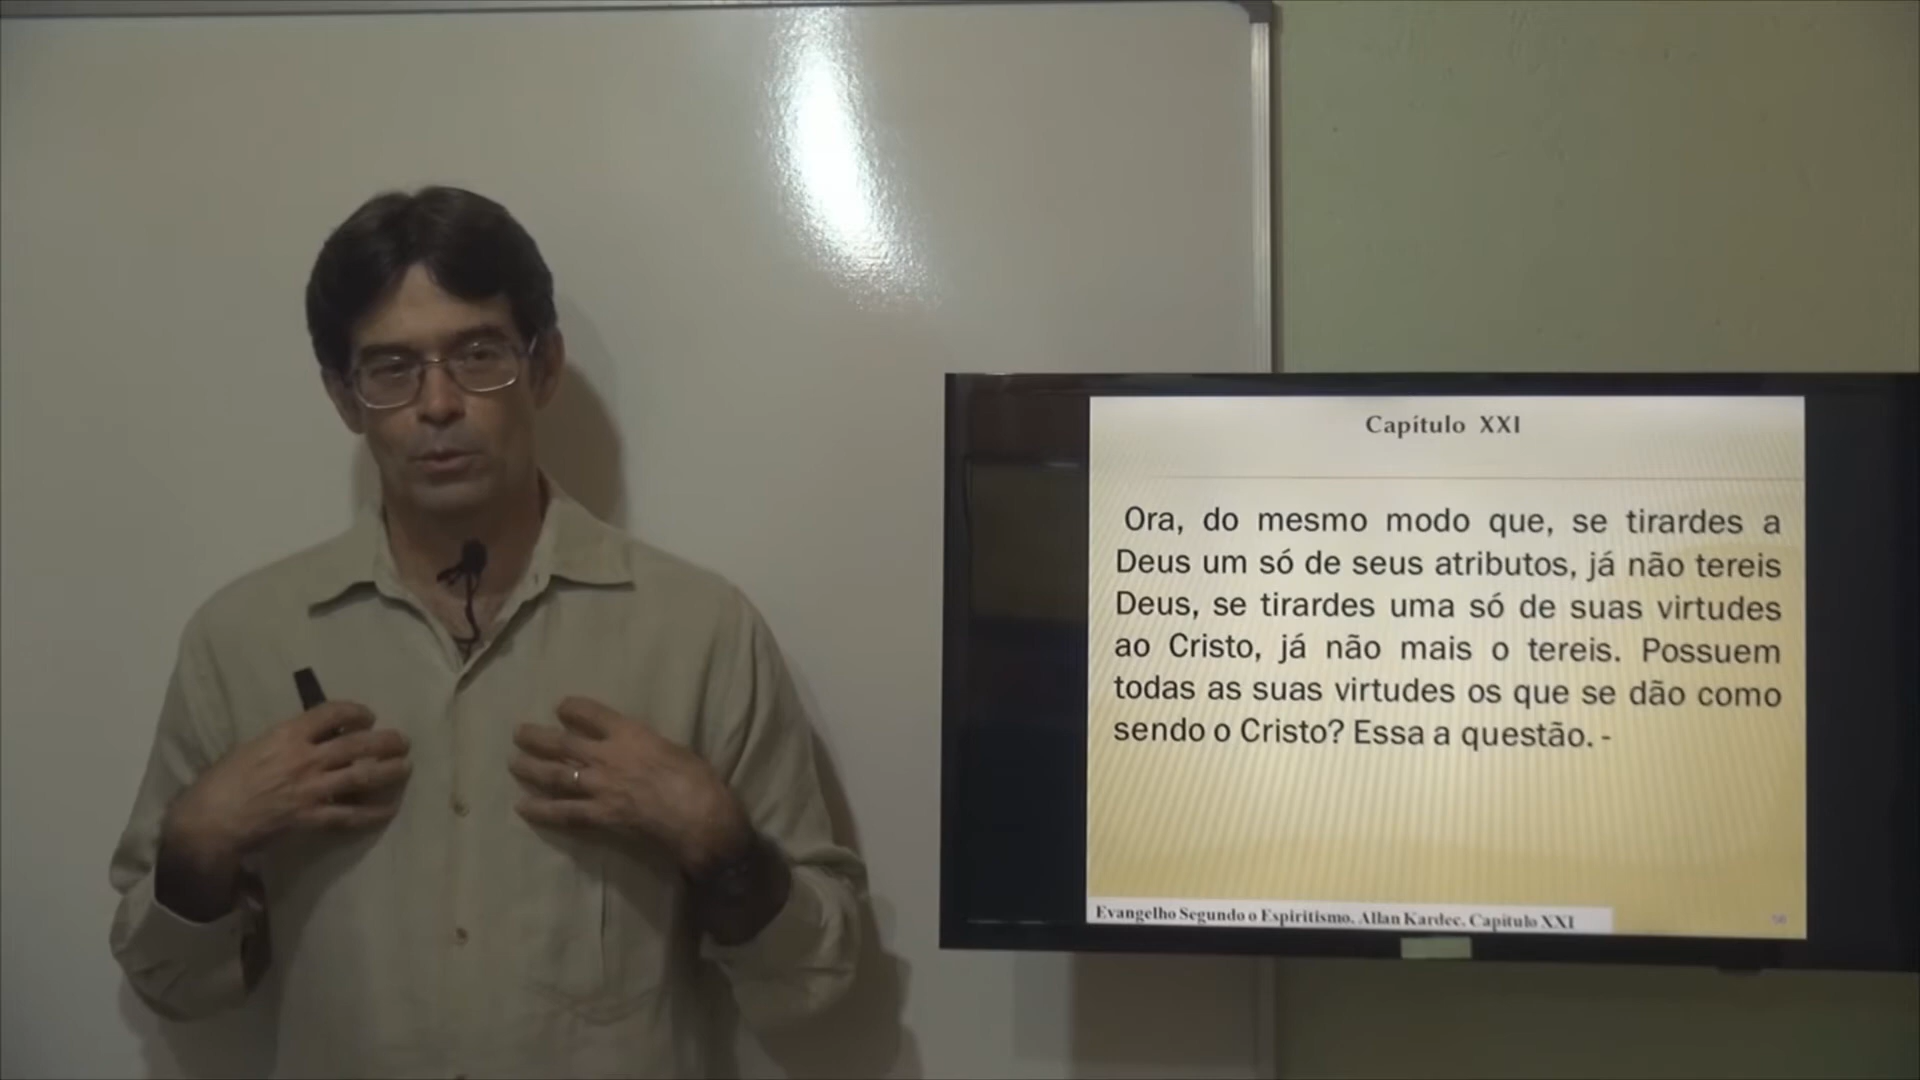 Capítulo XXI
Ora, do mesmo modo que, se tirardes a
Deus um só de seus atributos, já não tereis
Deus, se tirardes uma só de suas virtudes
ao Cristo, já não mais o tereis. Possuem
todas as suas virtudes os que se dão como
sendo o Cristo? Essa a questão. -
Evangelho Segundo o Espiritismo. Allan Kardec. Capítulo XXI